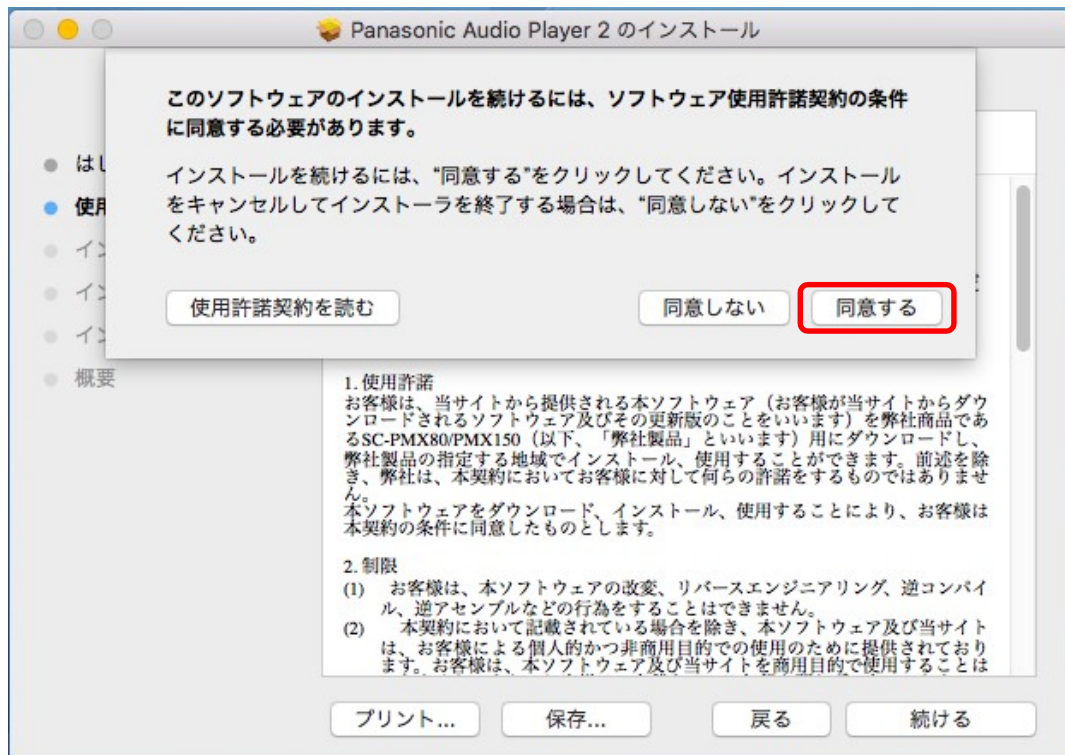 Panasonic Audio Player 2 のインストール
このソフトウェアのインストールを続けるには、ソフトウェア使用許諾契約の条件
に同意する必要があります。
インストールを続けるには、“同意する”をクリックしてください。インストール
をキャンセルしてインストーラを終了する場合は、“同意しない”をクリックして
ください。
使用許諾契約を読む
同意しない
同意する
はじ
使用
イン
イン
イン
概要
1. 使用許諾
お客様は、当サイトから提供される本ソフトウェア（お客様が当サイトからダウ
ンロードされるソフトウェア及びその更新版のことをいいます）を弊社商品であ
るSC-PMX80/PMX150（以下、「弊社製品」といいます）用にダウンロードし、
弊社製品の指定する地域でインストール、使用することができます。前述を除
き、弊社は、本契約においてお客様に対して何らの許諾をするものではありませ
ん。
本ソフトウェアをダウンロード、インストール、使用することにより、お客様は
本契約の条件に同意したものとします。
2. 制限
(1) お客様は、本ソフトウェアの改変、リバースエンジニアリング、逆コンパイ
ル、逆アセンブルなどの行為をすることはできません。
(2) 本契約において記載されている場合を除き、本ソフトウェア及び当サイト
は、お客様による個人的かつ非商用目的での使用のために提供されており
ます。お客様は、本ソフトウェア及び当サイトを商用目的で使用することは
プリント...
保存...
戻る
続ける